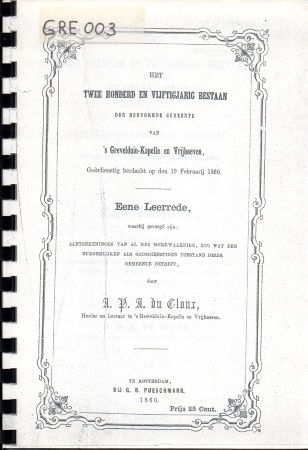 GRE 003
HET
TWEE HONDERD EN VIJFTIGJARIG BESTAAN
DER HERVORMDE GEMEENTE
VAN
's Grevelduin-Kapelle en Vrijhoeven,
Godsdienstig herdacht op den 19 Februarij 1860.
Eene Leerrede,
waarbij gevoegd zijn:
AANTEEKENINGEN VAN AL HET MERKWAARDIGE, ZOO WAT DEN
BURGERLIJKEN ALS GODSDIENSTIGEN TOESTAND DEZER
GEMEENTE BETREFT,
door
A. P. A. du Cloux,
Herder en Leeraar te 's Grevelduin-Kapelle en Vrijhoeven.
TE ROTTERDAM,
BIJ G. B. POESCHMANN.
1860.
Prijs 25 Cent.